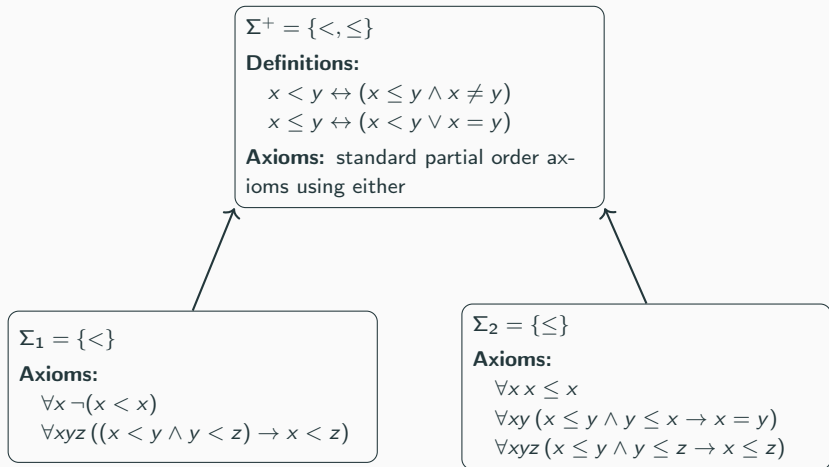 Σ⁺ = {<, ≤}
Definitions:
x < y ↔ (x ≤ y ∧ x ≠ y)
x ≤ y ↔ (x < y ∨ x = y)
Axioms: standard partial order ax-
ioms using either
Σ₁ = {<}
Axioms:
∀x ¬(x < x)
∀xyz ((x < y ∧ y < z) → x < z)
Σ₂ = {≤}
Axioms:
∀x x ≤ x
∀xy (x ≤ y ∧ y ≤ x → x = y)
∀xyz (x ≤ y ∧ y ≤ z → x ≤ z)